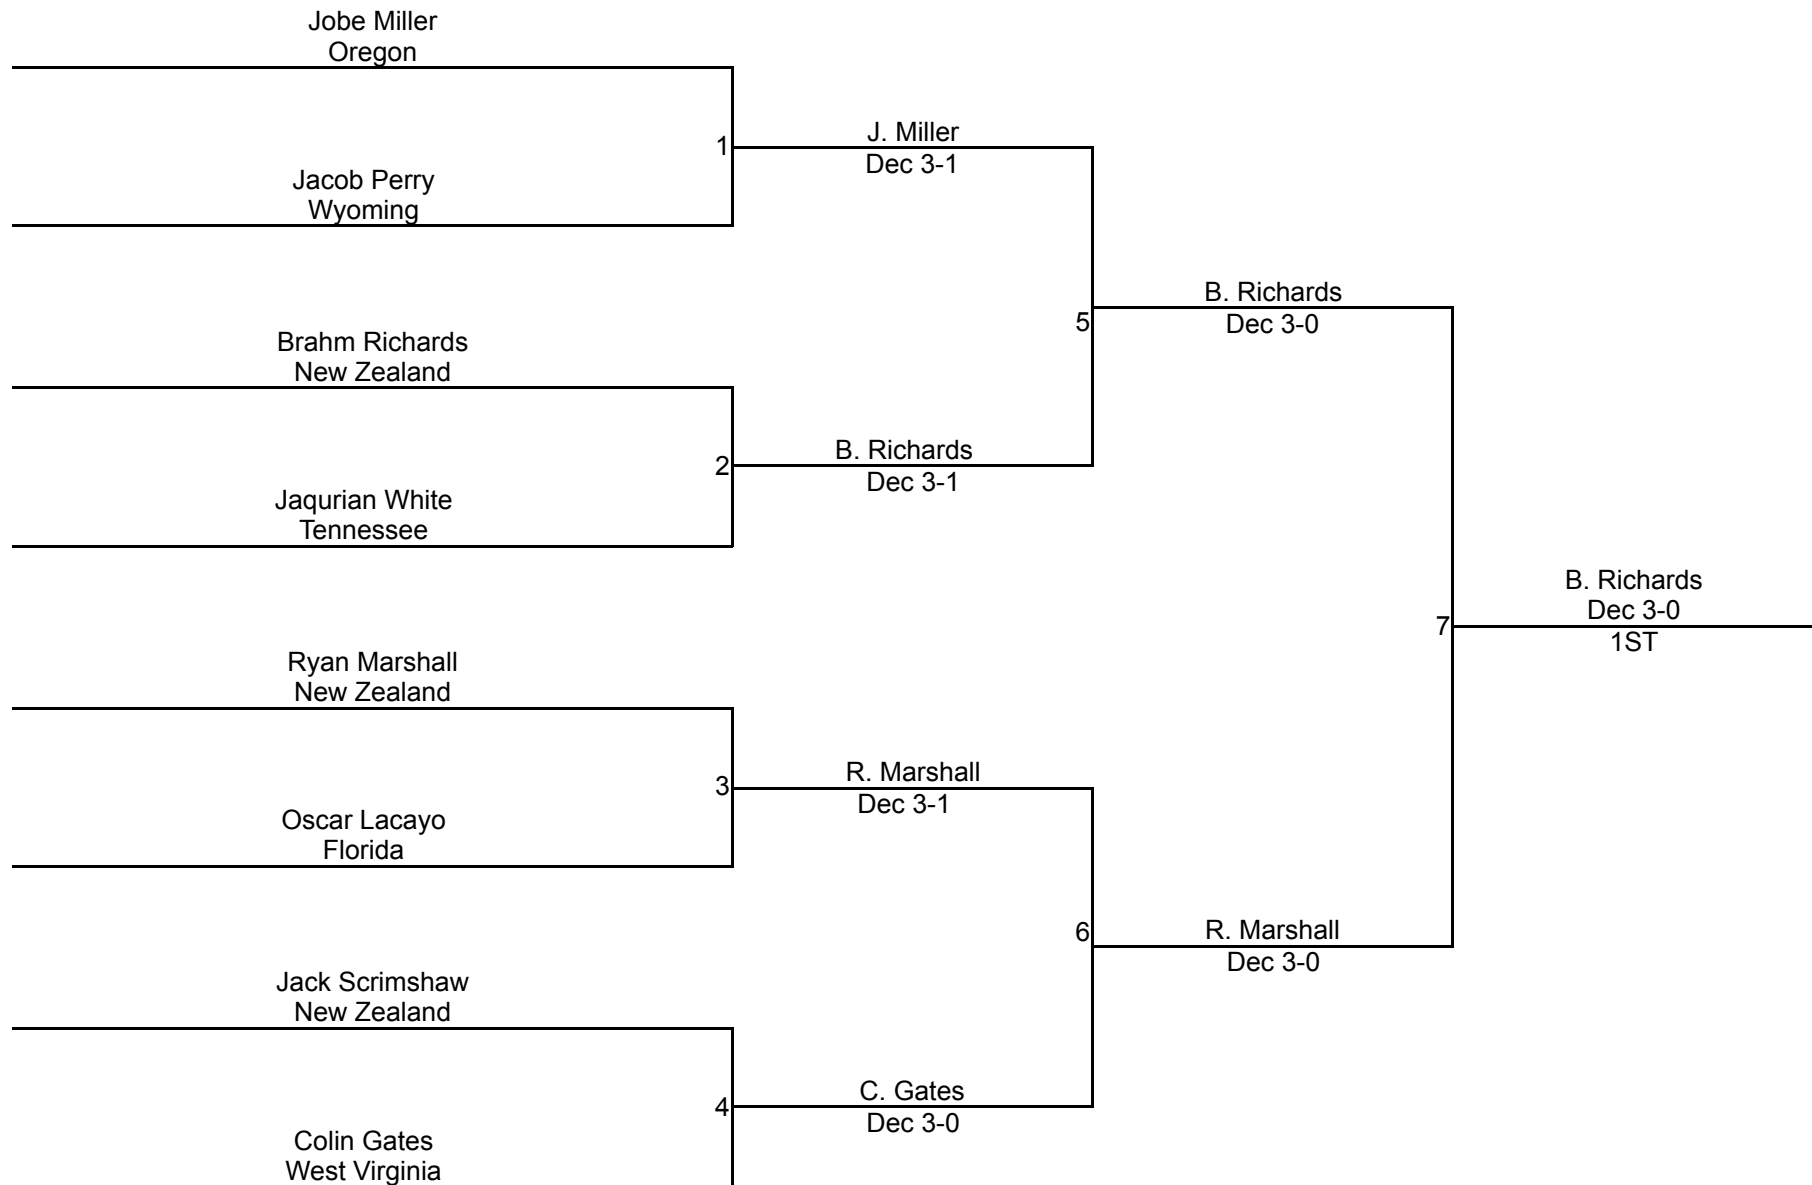 Jobe Miller
Oregon
1
J. Miller
Dec 3-1
Jacob Perry
Wyoming
Brahm Richards
New Zealand
5
B. Richards
Dec 3-0
2
B. Richards
Dec 3-1
Jaqurian White
Tennessee
7
B. Richards
Dec 3-0
1ST
Ryan Marshall
New Zealand
3
R. Marshall
Dec 3-1
Oscar Lacayo
Florida
6
R. Marshall
Dec 3-0
Jack Scrimshaw
New Zealand
4
C. Gates
Dec 3-0
Colin Gates
West Virginia